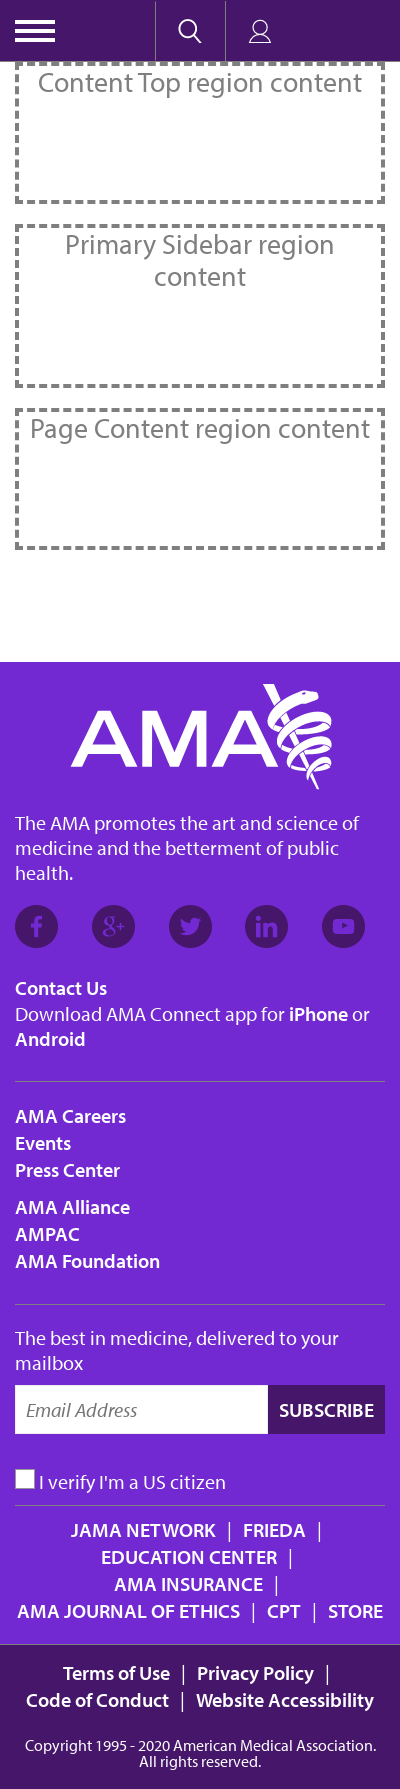 Content Top region content
Primary Sidebar region
content
Page Content region content
AMA
The AMA promotes the art and science of
medicine and the betterment of public
health.
Contact Us
Download AMA Connect app for iPhone or
Android
AMA Careers
Events
Press Center
AMA Alliance
AMPAC
AMA Foundation
The best in medicine, delivered to your
mailbox
Email Address SUBSCRIBE
I verify I'm a US citizen
JAMA NETWORK | FRIEDA |
EDUCATION CENTER |
AMA INSURANCE |
AMA JOURNAL OF ETHICS | CPT | STORE
Terms of Use | Privacy Policy |
Code of Conduct | Website Accessibility
Copyright 1995 - 2020 American Medical Association.
All rights reserved.